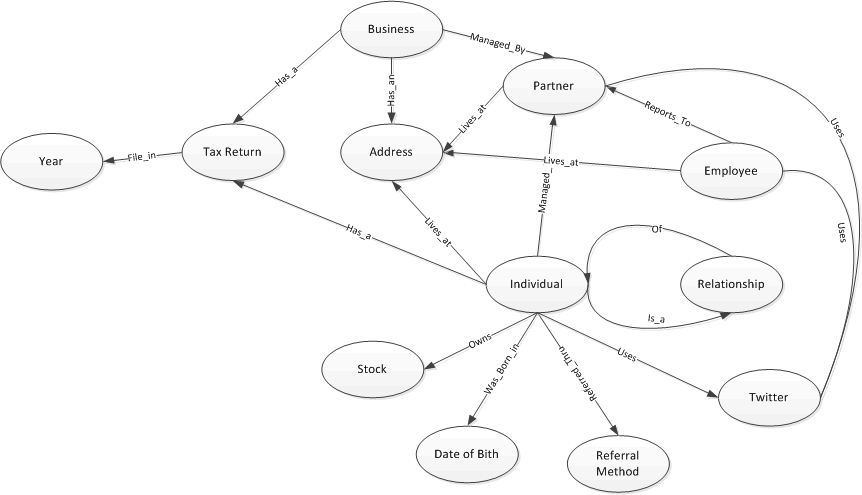 Business
Managed_By
Partner
Has_a
Has_an
Lives_at
Reports_To
Uses
Year
File_in
Tax Return
Address
Lives_at
Employee
Managed_
Has_a
Lives_at
Of
Uses
Individual
Relationship
Is_a
Owns
Stock
Was_Born_in
Referred_Thru
Uses
Twitter
Date of Bith
Referral
Method